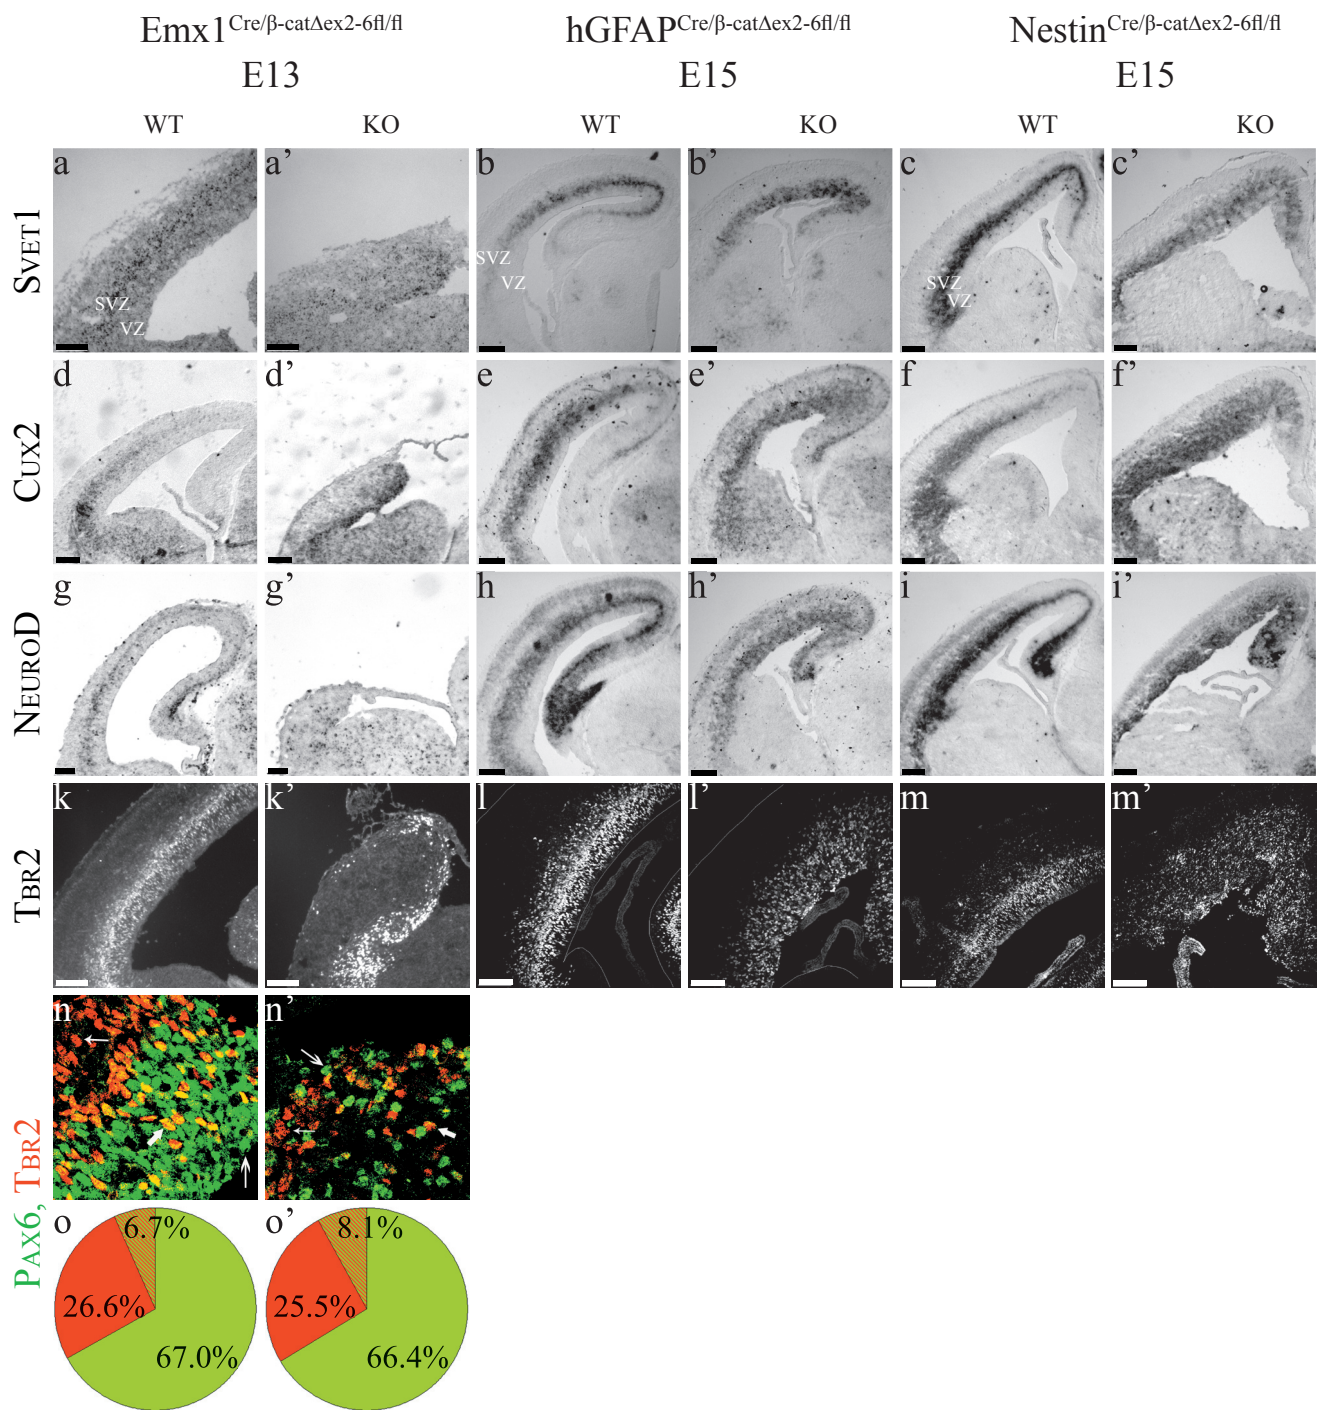 Emx1Cre/β-catΔex2-6fl/fl hGFAPCre/β-catΔex2-6fl/fl NestinCre/β-catΔex2-6fl/fl
E13 E15 E15
WT KO WT KO WT KO
SVET1 a a’ b b’ c c’
SVZ VZ SVZ VZ SVZ VZ
CUX2 d d’ e e’ f f’
NEUROD g g’ h h’ i i’
TBR2 k k’ l l’ m m’
PAX6, TBR2 n n’
o o’
6.7% 8.1%
26.6% 25.5%
67.0% 66.4%